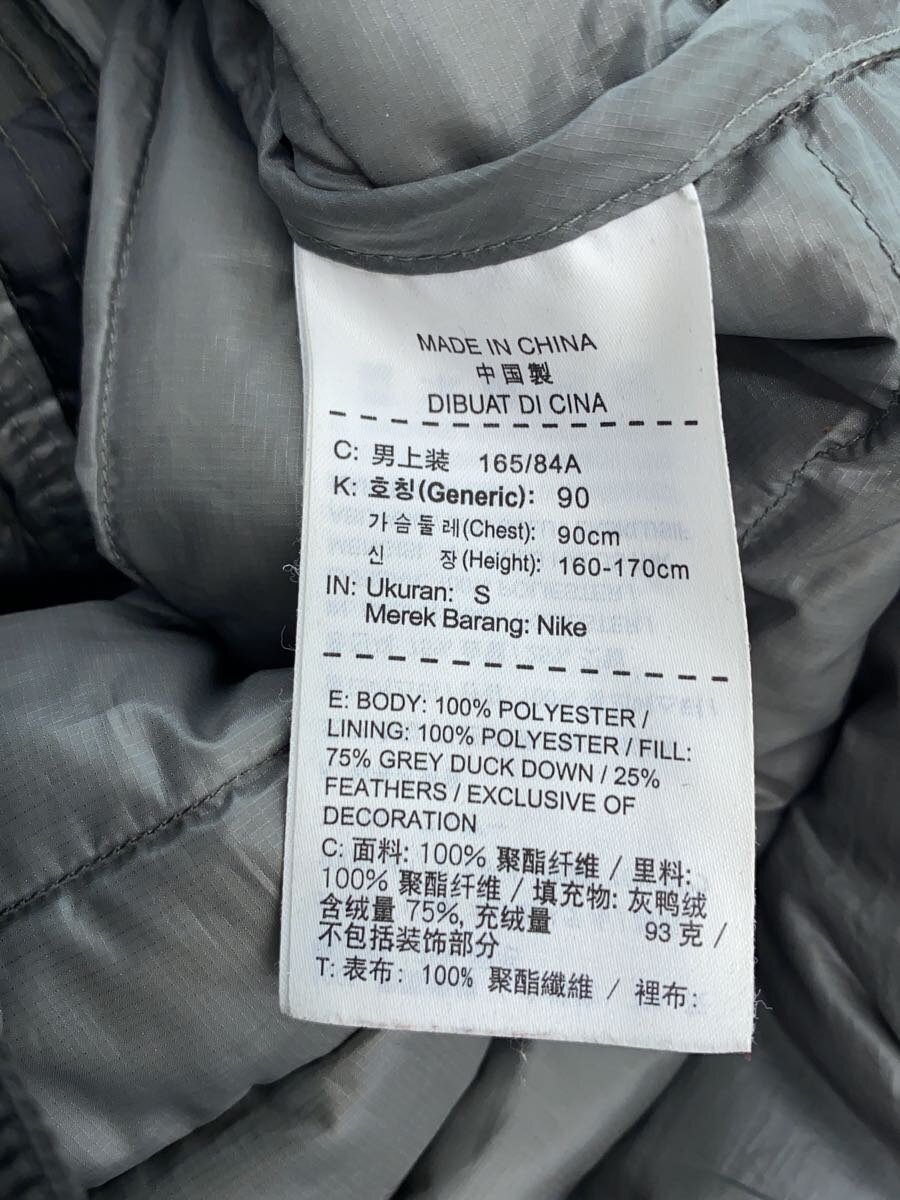 MADE IN CHINA
中国製
DIBUAT DI CINA
C: 男上装 165/84A
K: 호칭(Generic): 90
가슴둘레(Chest): 90cm
신 장(Height): 160-170cm
IN: Ukuran: S
Merek Barang: Nike
E: BODY: 100% POLYESTER /
LINING: 100% POLYESTER / FILL:
75% GREY DUCK DOWN / 25%
FEATHERS / EXCLUSIVE OF
DECORATION
C: 面料: 100% 聚酯纤维 / 里料:
100% 聚酯纤维 / 填充物: 灰鸭绒
含绒量 75%, 充绒量 93 克 /
不包括装饰部分
T: 表布: 100% 聚酯纖維 / 裡布: